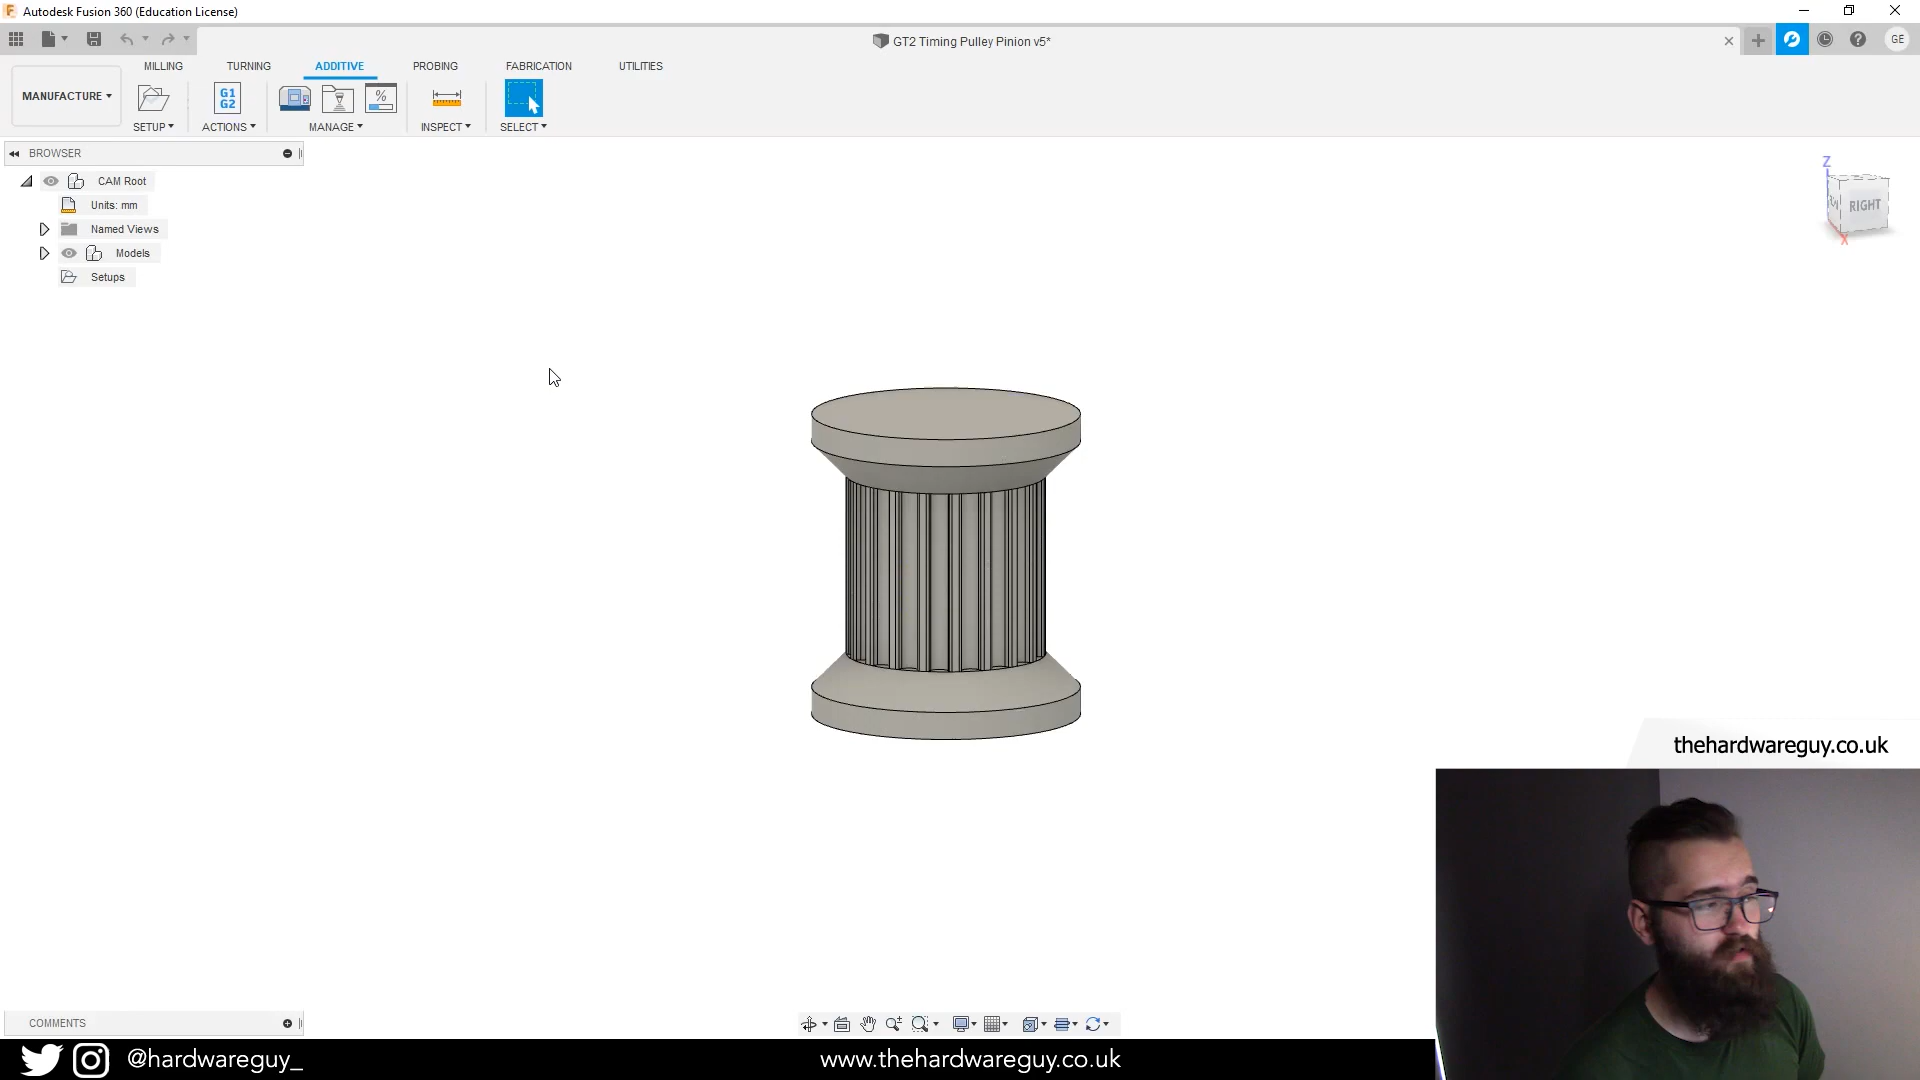 Autodesk Fusion 360 (Education License)
GT2 Timing Pulley Pinion v5*
GE
MILLING TURNING ADDITIVE PROBING FABRICATION UTILITIES
MANUFACTURE
G1
G2
%
SETUP ACTIONS MANAGE INSPECT SELECT
BROWSER
CAM Root
Units: mm
Named Views
Models
Setups
Z
RIGHT
X
thehardwareguy.co.uk
COMMENTS
@hardwareguy_
www.thehardwareguy.co.uk